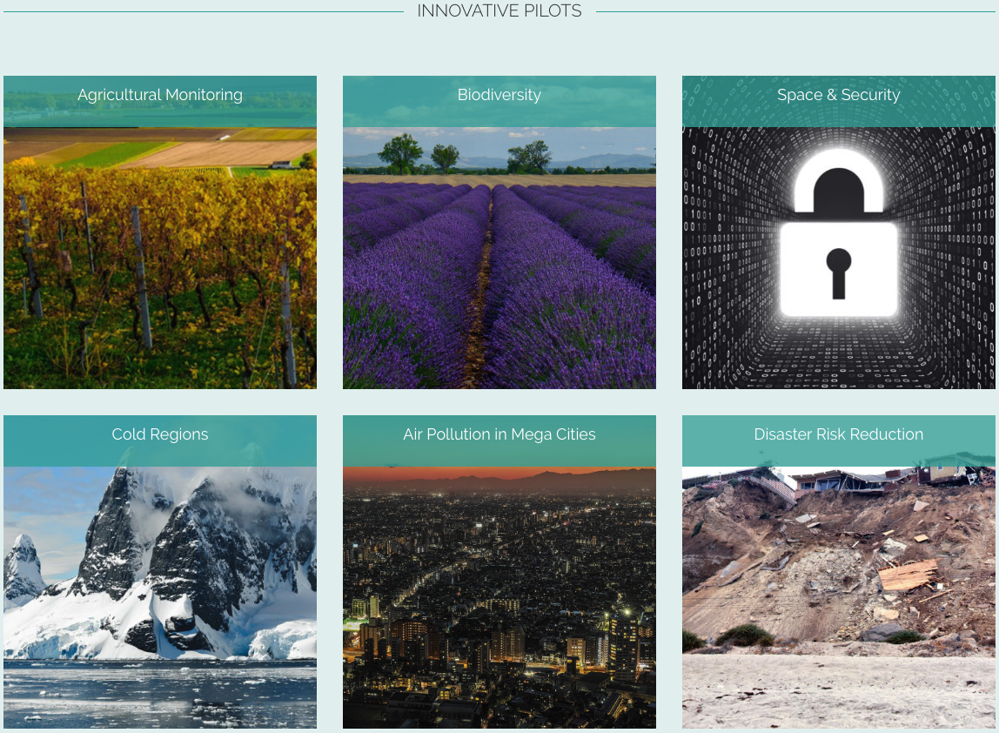 INNOVATIVE PILOTS
Agricultural Monitoring
Biodiversity
Space & Security
Cold Regions
Air Pollution in Mega Cities
Disaster Risk Reduction